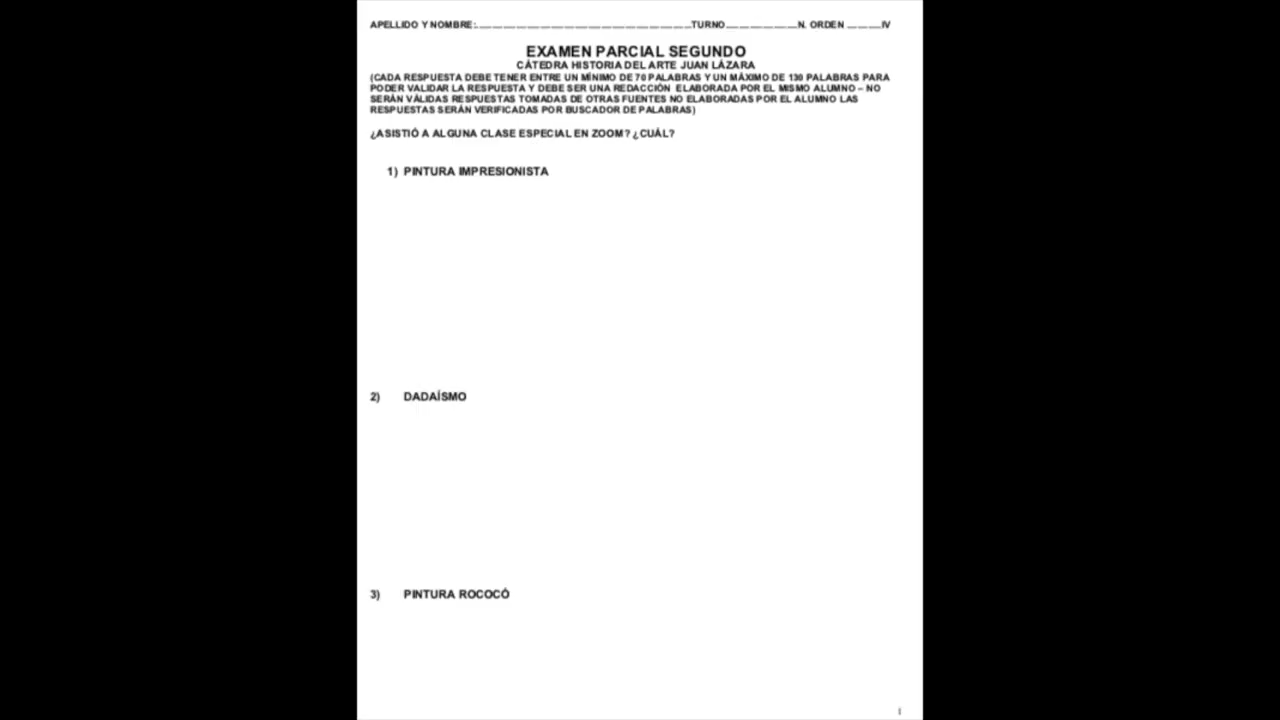 APELLIDO Y NOMBRE:..............................................TURNO....................N. ORDEN ..........IV
EXAMEN PARCIAL SEGUNDO
CÁTEDRA HISTORIA DEL ARTE JUAN LÁZARA
(CADA RESPUESTA DEBE TENER ENTRE UN MÍNIMO DE 70 PALABRAS Y UN MÁXIMO DE 130 PALABRAS PARA
PODER VALIDAR LA RESPUESTA Y DEBE SER UNA REDACCIÓN ELABORADA POR EL MISMO ALUMNO – NO
SERÁN VÁLIDAS RESPUESTAS TOMADAS DE OTRAS FUENTES NO ELABORADAS POR EL ALUMNO LAS
RESPUESTAS SERÁN VERIFICADAS POR BUSCADOR DE PALABRAS)
¿ASISTIÓ A ALGUNA CLASE ESPECIAL EN ZOOM? ¿CUÁL?
1) PINTURA IMPRESIONISTA
2) DADAÍSMO
3) PINTURA ROCOCÓ
1